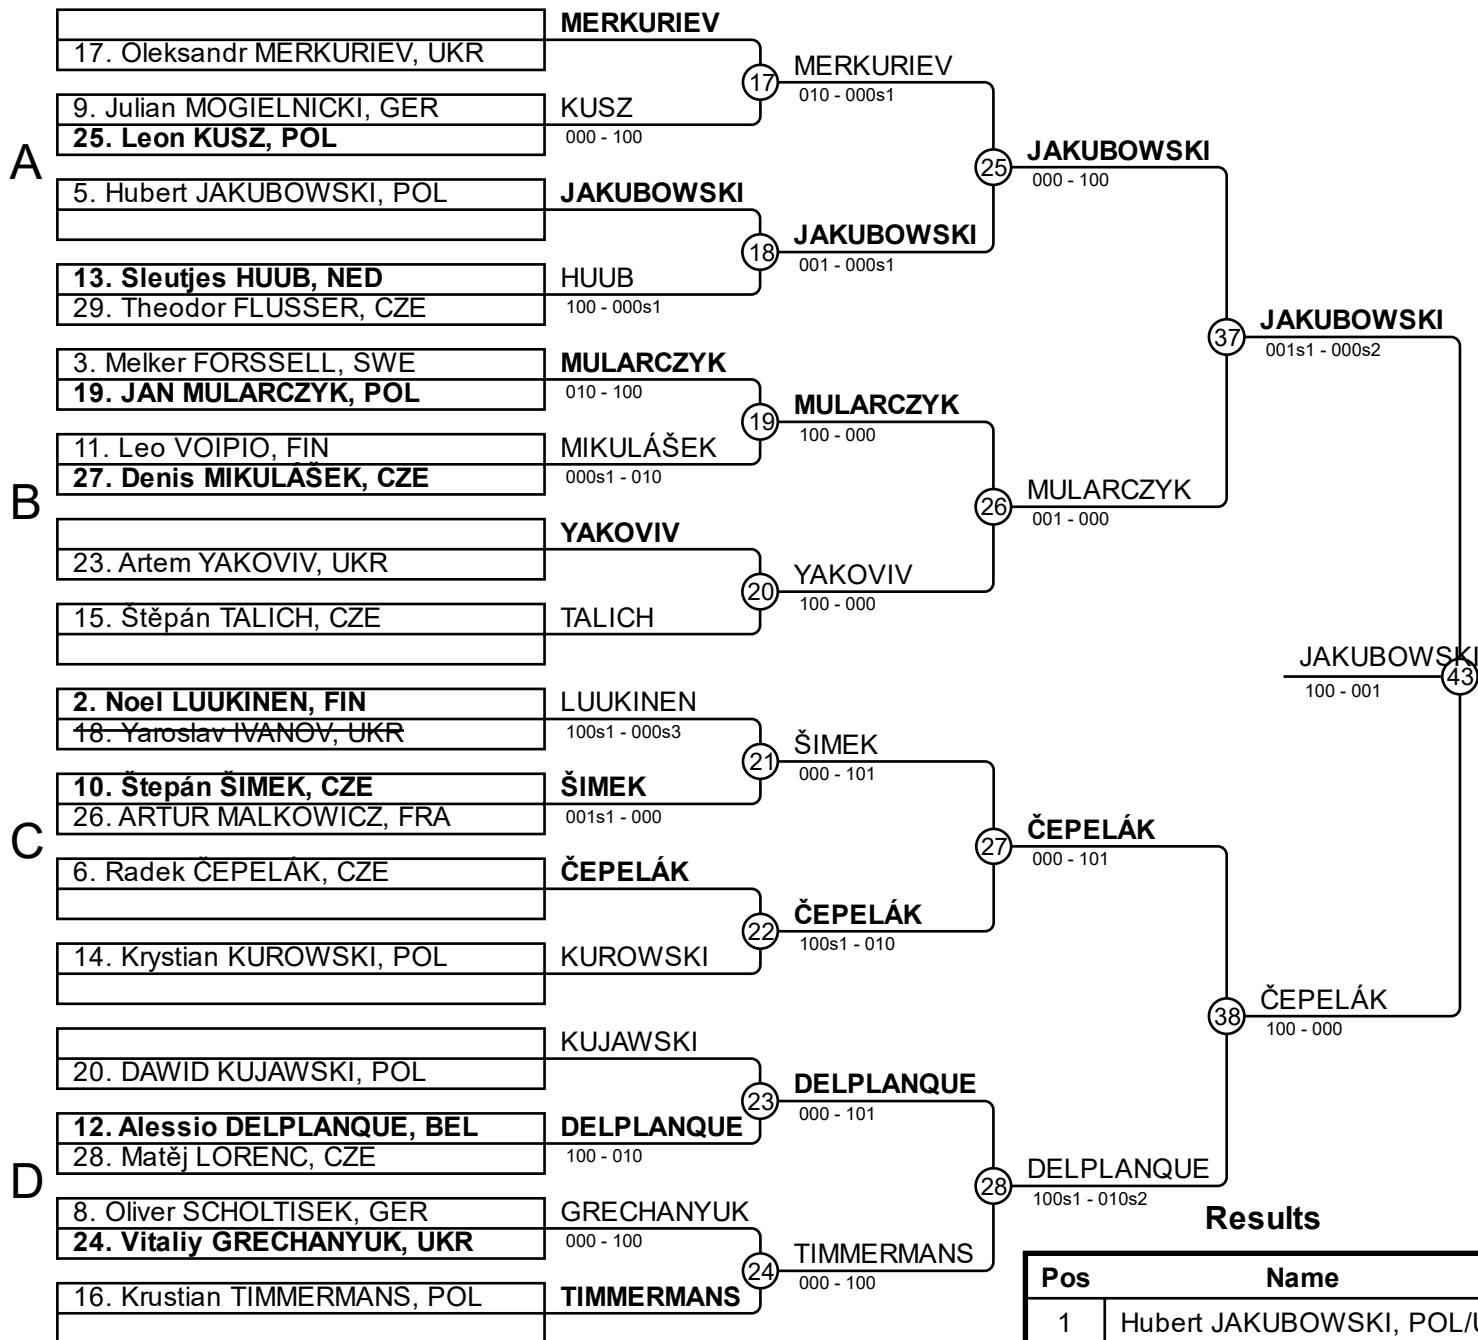 MERKURIEV
17. Oleksandr MERKURIEV, UKR
17
MERKURIEV
010 - 000s1
9. Julian MOGIELNICKI, GER
KUSZ
25. Leon KUSZ, POL
000 - 100
A
25
JAKUBOWSKI
000 - 100
5. Hubert JAKUBOWSKI, POL
JAKUBOWSKI
18
JAKUBOWSKI
001 - 000s1
13. Sleutjes HUUB, NED
HUUB
29. Theodor FLUSSER, CZE
100 - 000s1
37
JAKUBOWSKI
001s1 - 000s2
3. Melker FORSSELL, SWE
MULARCZYK
19. JAN MULARCZYK, POL
010 - 100
19
MULARCZYK
100 - 000
11. Leo VOIPIO, FIN
MIKULÁŠEK
27. Denis MIKULÁŠEK, CZE
000s1 - 010
B
26
MULARCZYK
001 - 000
YAKOVIV
23. Artem YAKOVIV, UKR
20
YAKOVIV
100 - 000
15. Štěpán TALICH, CZE
TALICH
JAKUBOWSKI
43
100 - 001
2. Noel LUUKINEN, FIN
LUUKINEN
18. Yaroslav IVANOV, UKR
100s1 - 000s3
21
ŠIMEK
000 - 101
10. Štepán ŠIMEK, CZE
ŠIMEK
26. ARTUR MALKOWICZ, FRA
001s1 - 000
C
27
ČEPELÁK
000 - 101
6. Radek ČEPELÁK, CZE
ČEPELÁK
22
ČEPELÁK
100s1 - 010
14. Krystian KUROWSKI, POL
KUROWSKI
38
ČEPELÁK
100 - 000
KUJAWSKI
20. DAWID KUJAWSKI, POL
23
DELPLANQUE
000 - 101
12. Alessio DELPLANQUE, BEL
DELPLANQUE
28. Matěj LORENC, CZE
100 - 010
D
28
DELPLANQUE
100s1 - 010s2
8. Oliver SCHOLTISEK, GER
GRECHANYUK
24. Vitaliy GRECHANYUK, UKR
000 - 100
24
TIMMERMANS
000 - 100
16. Krustian TIMMERMANS, POL
TIMMERMANS
Results
Pos Name
1 Hubert JAKUBOWSKI, POL/